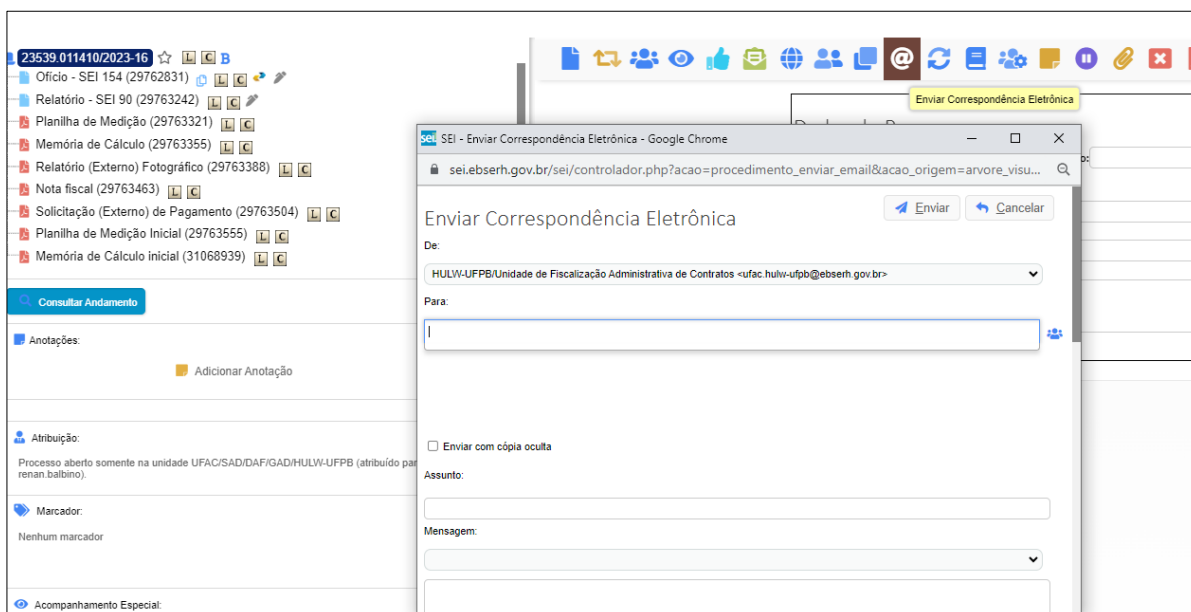 23539.011410/2023-16 L C B
Ofício - SEI 154 (29762831) L C
Relatório - SEI 90 (29763242) L C
Planilha de Medição (29763321) L C
Memória de Cálculo (29763355) L C
Relatório (Externo) Fotográfico (29763388) L C
Nota fiscal (29763463) L C
Solicitação (Externo) de Pagamento (29763504) L C
Planilha de Medição Inicial (29763555) L C
Memória de Cálculo inicial (31068939) L C
Consultar Andamento
Anotações:
Adicionar Anotação
Atribuição:
Processo aberto somente na unidade UFAC/SAD/DAF/GAD/HULW-UFPB (atribuído par
renan.balbino).
Marcador:
Nenhum marcador
Acompanhamento Especial:
@
Enviar Correspondência Eletrônica
sei SEI - Enviar Correspondência Eletrônica - Google Chrome
sei.ebserh.gov.br/sei/controlador.php?acao=procedimento_enviar_email&acao_origem=arvore_visu...
Enviar Correspondência Eletrônica
Enviar Cancelar
De:
HULW-UFPB/Unidade de Fiscalização Administrativa de Contratos <ufac.hulw-ufpb@ebserh.gov.br>
Para:
Enviar com cópia oculta
Assunto:
Mensagem: